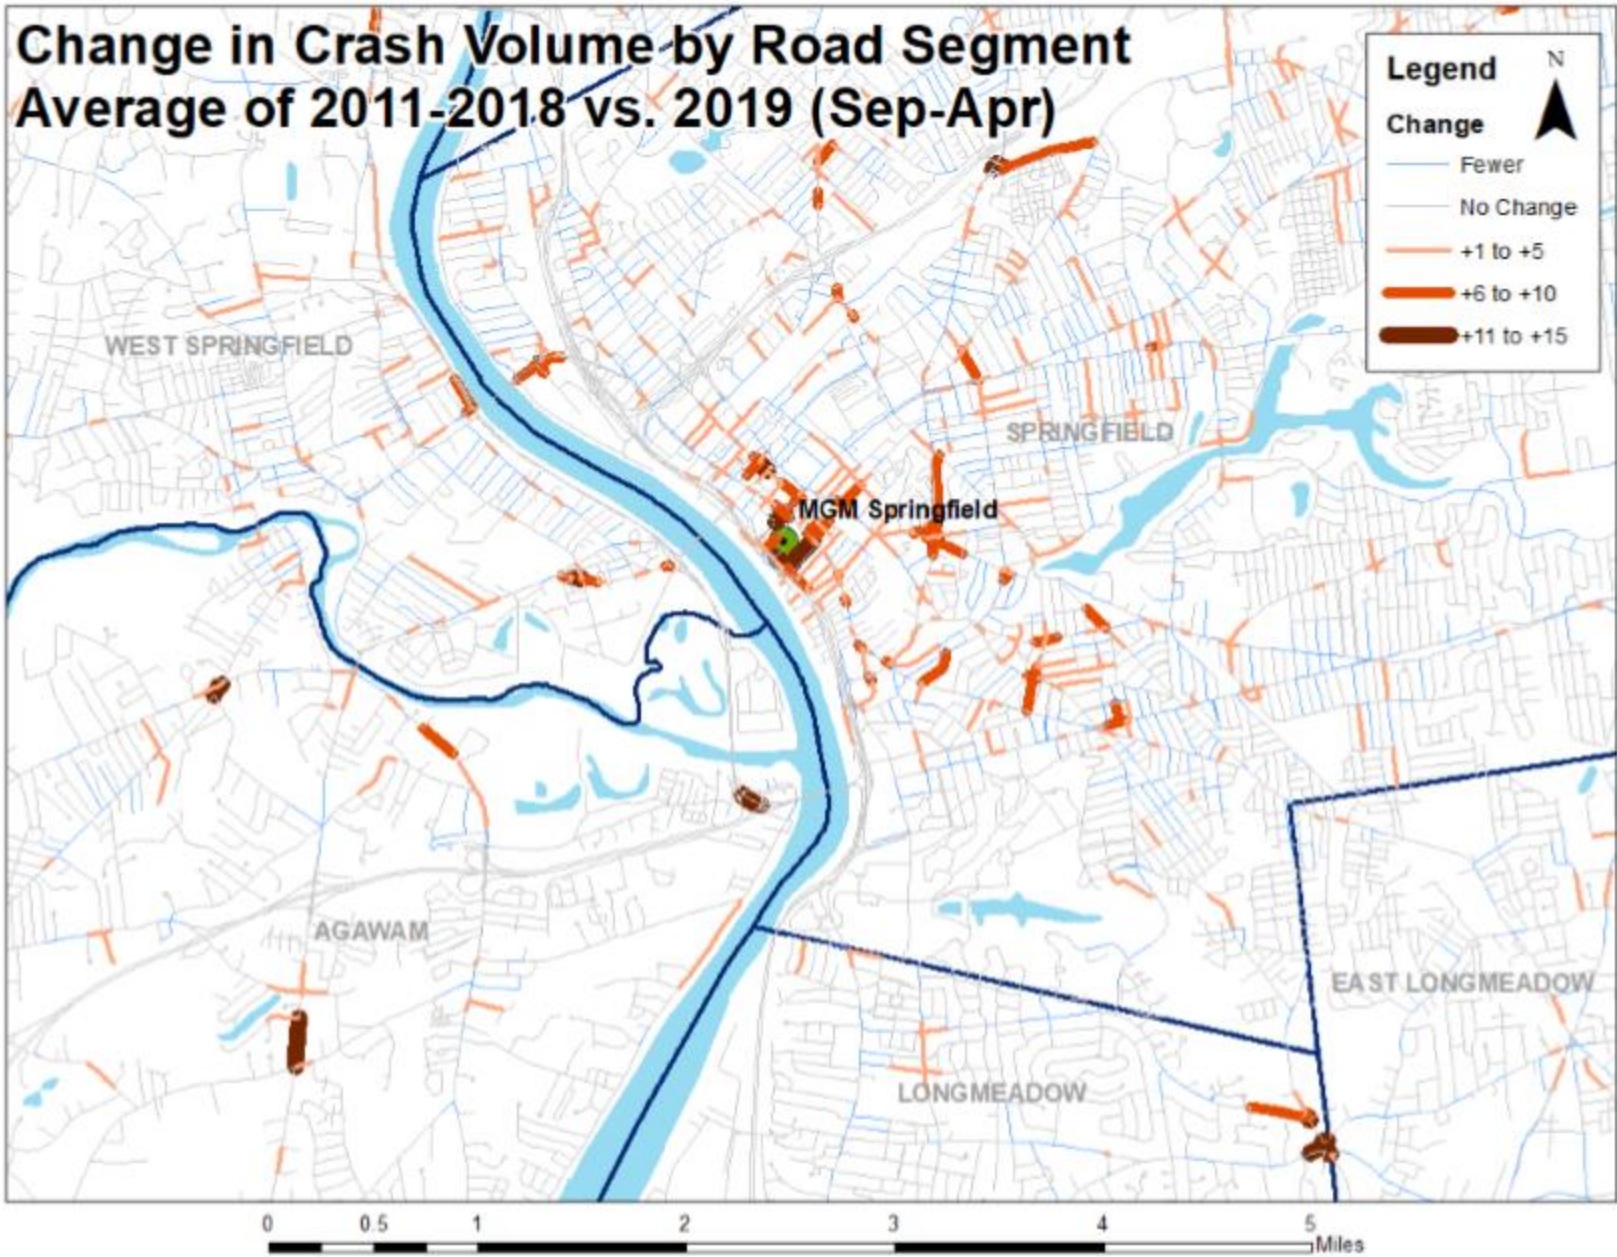 Change in Crash Volume by Road Segment
Average of 2011-2018 vs. 2019 (Sep-Apr)
Legend
N
Change
Fewer
No Change
+1 to +5
+6 to +10
+11 to +15
WEST SPRINGFIELD
SPRINGFIELD
MGM Springfield
AGAWAM
EAST LONGMEADOW
LONGMEADOW
0 0.5 1 2 3 4 5
Miles